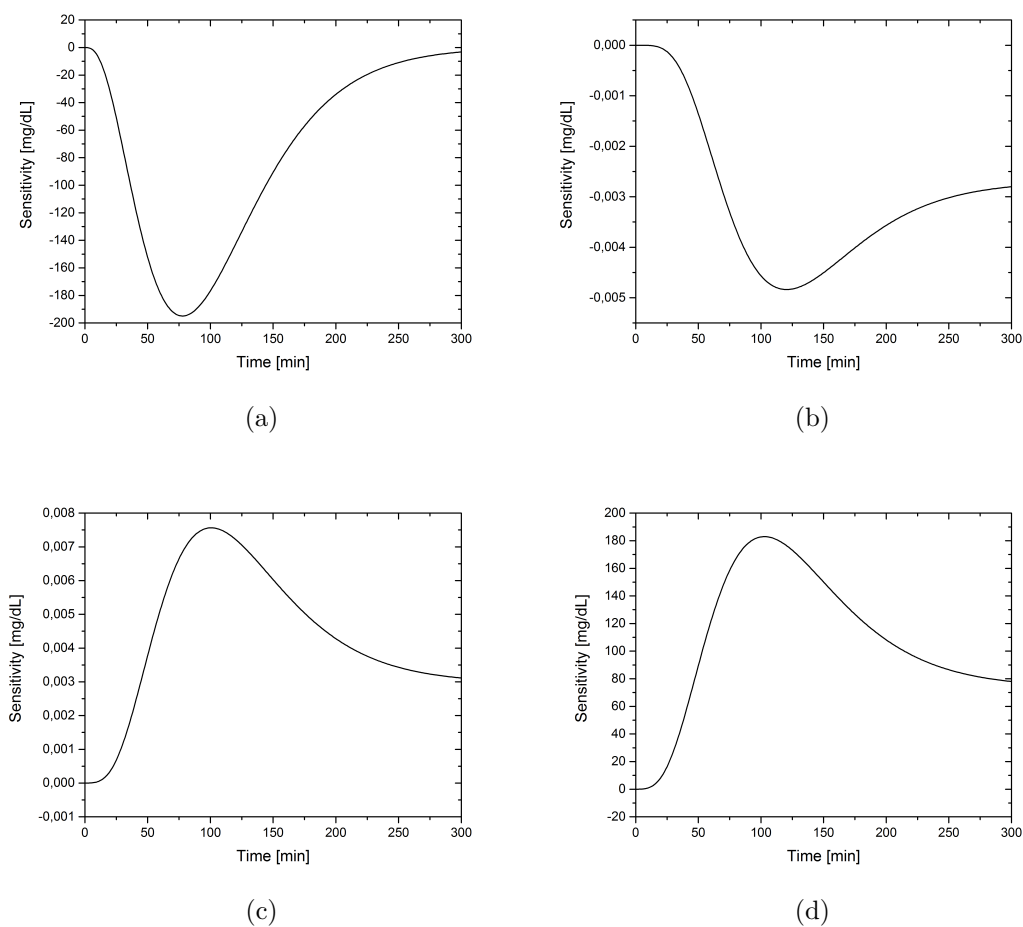 20
0
-20
-40
-60
-80
-100
-120
-140
-160
-180
-200
Sensitivity [mg/dL]
0 50 100 150 200 250 300
Time [min]
(a)
0,000
-0,001
-0,002
-0,003
-0,004
-0,005
Sensitivity [mg/dL]
0 50 100 150 200 250 300
Time [min]
(b)
0,008
0,007
0,006
0,005
0,004
0,003
0,002
0,001
0,000
-0,001
Sensitivity [mg/dL]
0 50 100 150 200 250 300
Time [min]
(c)
200
180
160
140
120
100
80
60
40
20
0
-20
Sensitivity [mg/dL]
0 50 100 150 200 250 300
Time [min]
(d)